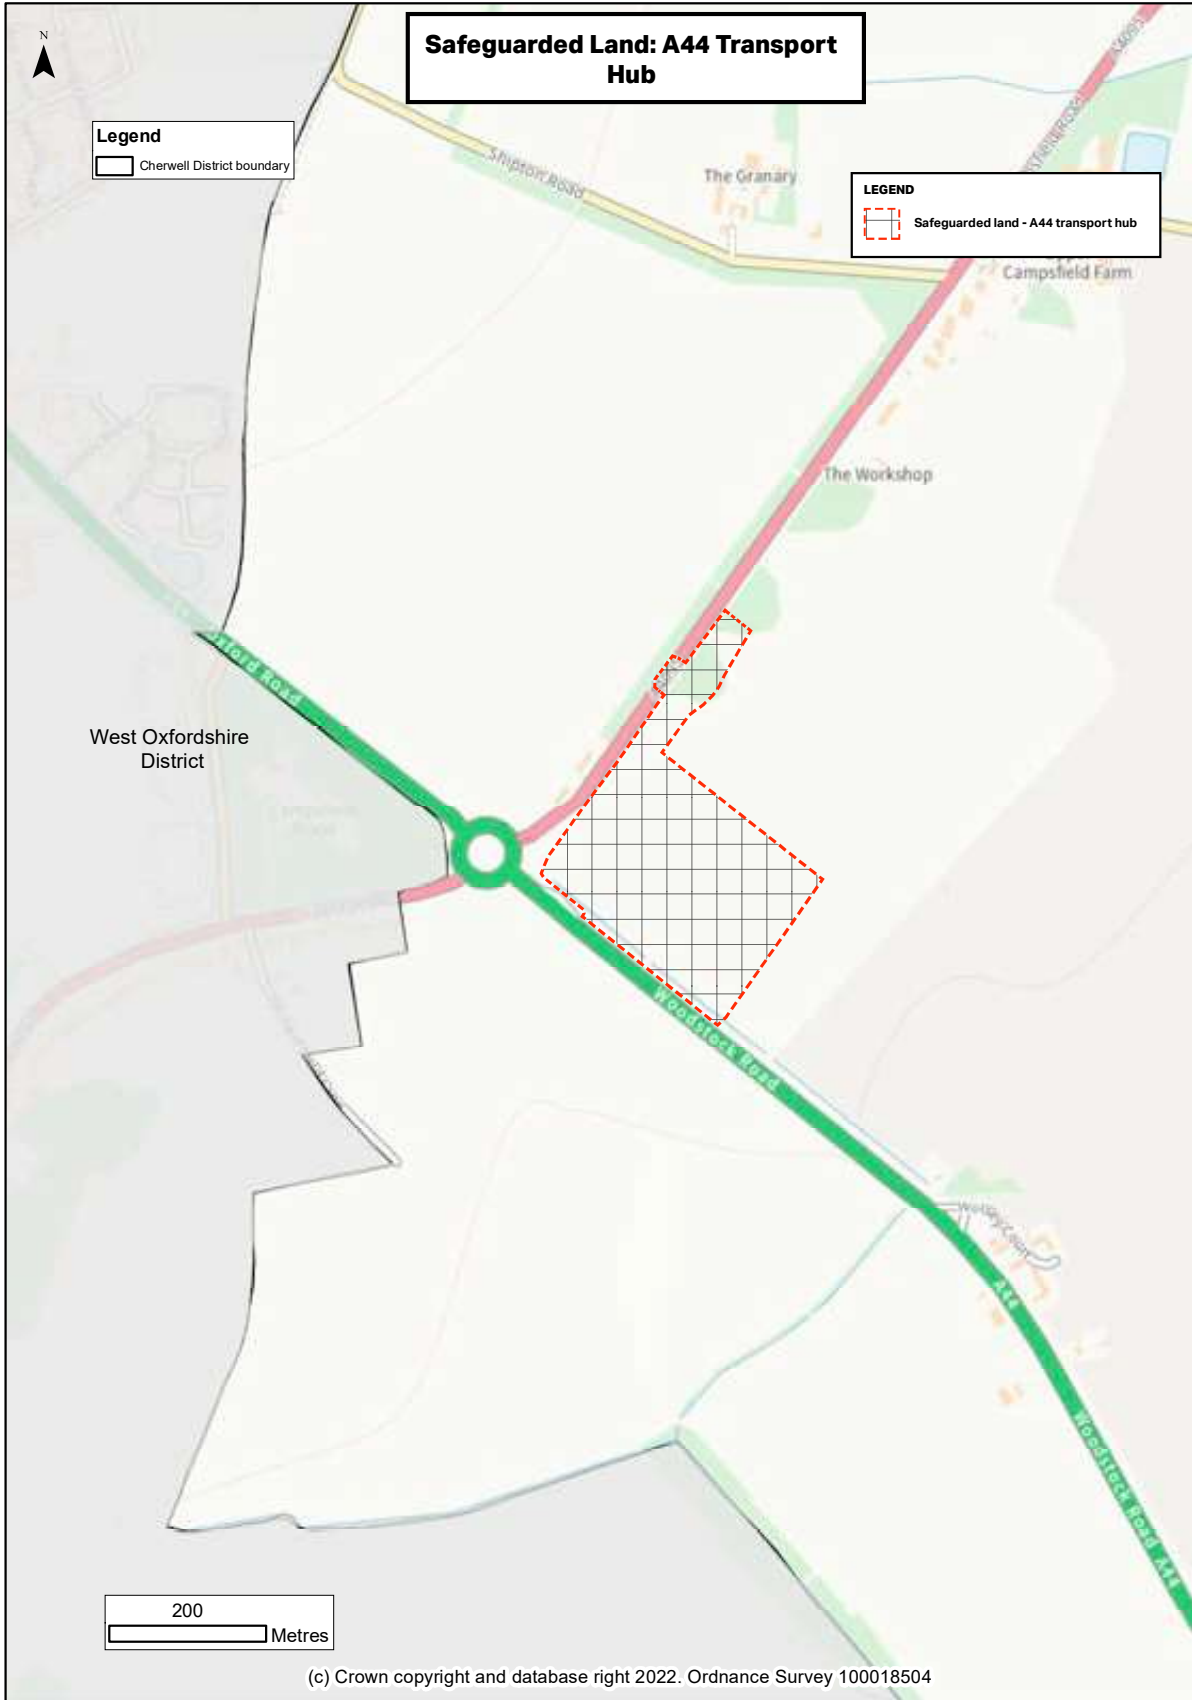 N
Safeguarded Land: A44 Transport
Hub
A4095
Legend
Cherwell District boundary
Shipton Road
The Granary
LEGEND
Safeguarded land - A44 transport hub
Campsfield Farm
The Workshop
West Oxfordshire
District
Woodstock Road
A44
Woodstock Road A44
200
Metres
(c) Crown copyright and database right 2022. Ordnance Survey 100018504